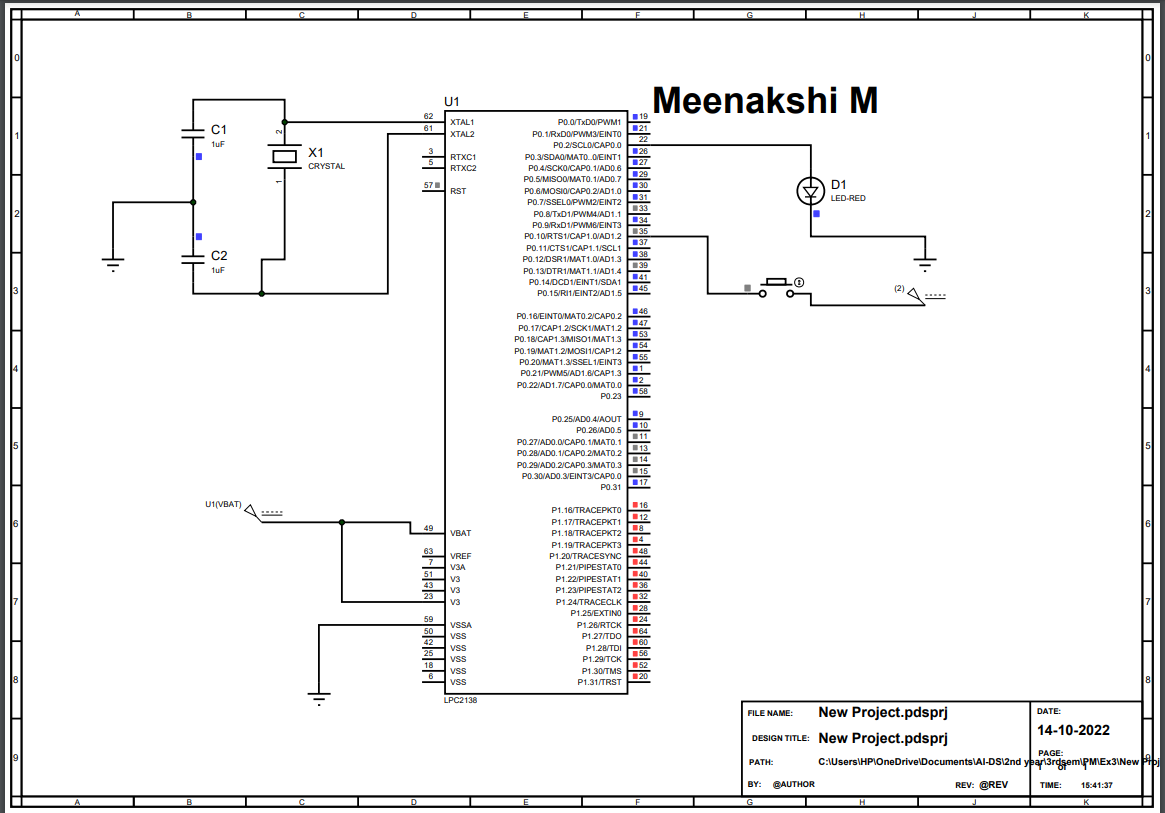 A B C D E F G H J K
Meenakshi M
U1
C1
1uF
X1
CRYSTAL
2
1
C2
1uF
62 XTAL1
61 XTAL2
3 RTXC1
5 RTXC2
57 RST
P0.0/TxD0/PWM1 19
P0.1/RxD0/PWM3/EINT0 21
P0.2/SCL0/CAP0.0 22
P0.3/SDA0/MAT0..0/EINT1 26
P0.4/SCK0/CAP0.1/AD0.6 27
P0.5/MISO0/MAT0.1/AD0.7 29
P0.6/MOSI0/CAP0.2/AD1.0 30
P0.7/SSEL0/PWM2/EINT2 31
P0.8/TxD1/PWM4/AD1.1 33
P0.9/RxD1/PWM6/EINT3 34
P0.10/RTS1/CAP1.0/AD1.2 35
P0.11/CTS1/CAP1.1/SCL1 37
P0.12/DSR1/MAT1.0/AD1.3 38
P0.13/DTR1/MAT1.1/AD1.4 39
P0.14/DCD1/EINT1/SDA1 41
P0.15/RI1/EINT2/AD1.5 45
P0.16/EINT0/MAT0.2/CAP0.2 46
P0.17/CAP1.2/SCK1/MAT1.2 47
P0.18/CAP1.3/MISO1/MAT1.3 53
P0.19/MAT1.2/MOSI1/CAP1.2 54
P0.20/MAT1.3/SSEL1/EINT3 55
P0.21/PWM5/AD1.6/CAP1.3 1
P0.22/AD1.7/CAP0.0/MAT0.0 2
P0.23 58
P0.25/AD0.4/AOUT 9
P0.26/AD0.5 10
P0.27/AD0.0/CAP0.1/MAT0.1 11
P0.28/AD0.1/CAP0.2/MAT0.2 13
P0.29/AD0.2/CAP0.3/MAT0.3 14
P0.30/AD0.3/EINT3/CAP0.0 15
P0.31 17
P1.16/TRACEPKT0 16
P1.17/TRACEPKT1 12
P1.18/TRACEPKT2 8
P1.19/TRACEPKT3 4
P1.20/TRACESYNC 48
P1.21/PIPESTAT0 44
P1.22/PIPESTAT1 40
P1.23/PIPESTAT2 36
P1.24/TRACECLK 32
P1.25/EXTIN0 28
P1.26/RTCK 24
P1.27/TDO 64
P1.28/TDI 60
P1.29/TCK 56
P1.30/TMS 52
P1.31/TRST 20
D1
LED-RED
(2)
U1(VBAT)
49 VBAT
63 VREF
7 V3A
51 V3
43 V3
23 V3
59 VSSA
50 VSS
42 VSS
25 VSS
18 VSS
6 VSS
LPC2138
0 0
1 1
2 2
3 3
4 4
5 5
6 6
7 7
8 8
9 9
FILE NAME: New Project.pdsprj
DESIGN TITLE: New Project.pdsprj
PATH: C:\Users\HP\OneDrive\Documents\AI-DS\2nd year\3rdsem\PM\Ex3\New Proj
BY: @AUTHOR REV: @REV
DATE:
14-10-2022
PAGE:
1 of 1
TIME: 15:41:37
A B C D E F G H J K